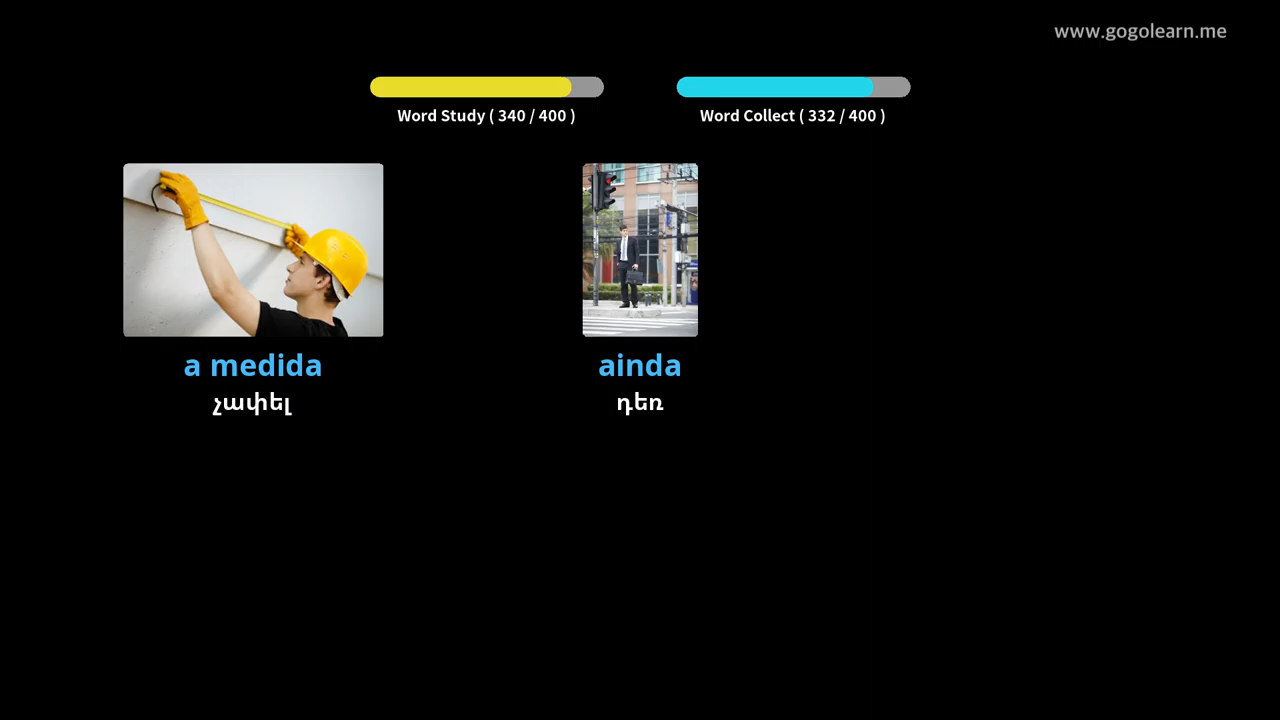 www.gogolearn.me
Word Study ( 340 / 400 )
Word Collect ( 332 / 400 )
a medida
չափել
ainda
դեռ